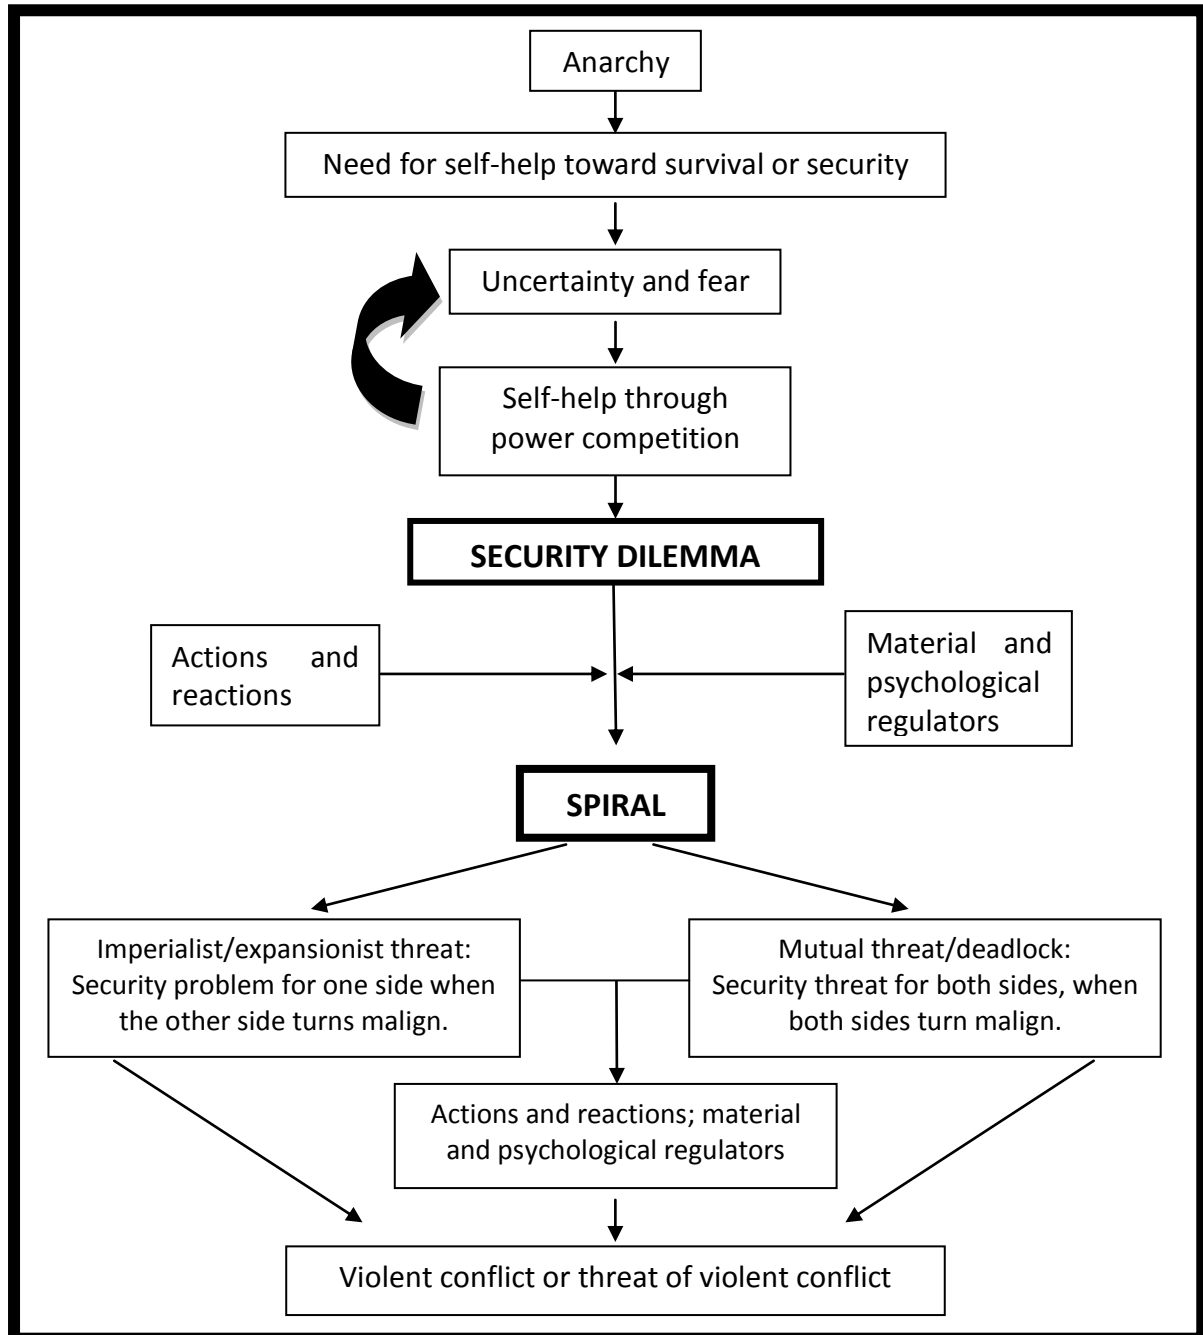 Anarchy
Need for self-help toward survival or security
Uncertainty and fear
Self-help through
power competition
SECURITY DILEMMA
Actions and
reactions
Material and
psychological
regulators
SPIRAL
Imperialist/expansionist threat:
Security problem for one side when
the other side turns malign.
Mutual threat/deadlock:
Security threat for both sides, when
both sides turn malign.
Actions and reactions; material
and psychological regulators
Violent conflict or threat of violent conflict